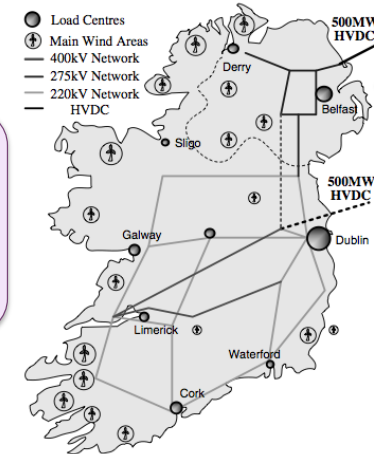 Load Centres
Main Wind Areas
400kV Network
275kV Network
220kV Network
HVDC
500MW
HVDC
Derry
Belfast
Sligo
500MW
HVDC
Galway
Dublin
Limerick
Waterford
Cork